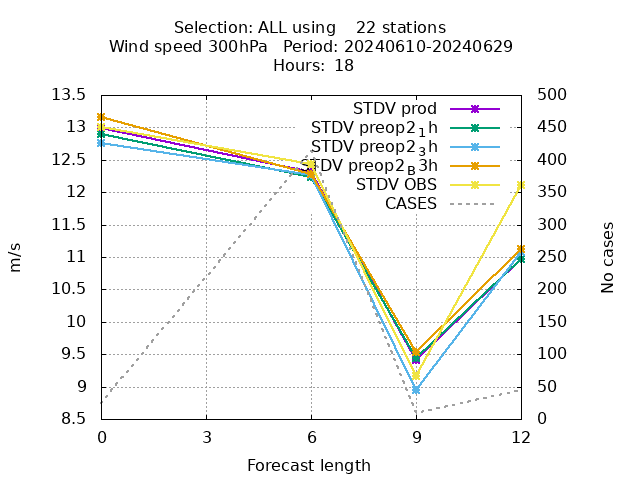 Selection: ALL using    22 stations
Wind speed 300hPa   Period: 20240610-20240629
Hours:  18
13.5
13
12.5
12
11.5
11
10.5
10
9.5
9
8.5
500
450
400
350
300
250
200
150
100
50
0
0
3
6
9
12
STDV prod
STDV preop2₁h
STDV preop2₃h
STDV preop2B3h
STDV OBS
CASES
m/s
No cases
Forecast length